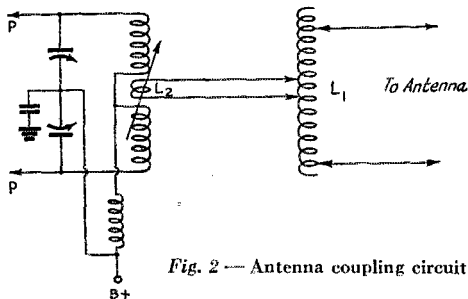 P
L2
L1
To Antenna
P
B+
Fig. 2 — Antenna coupling circuit